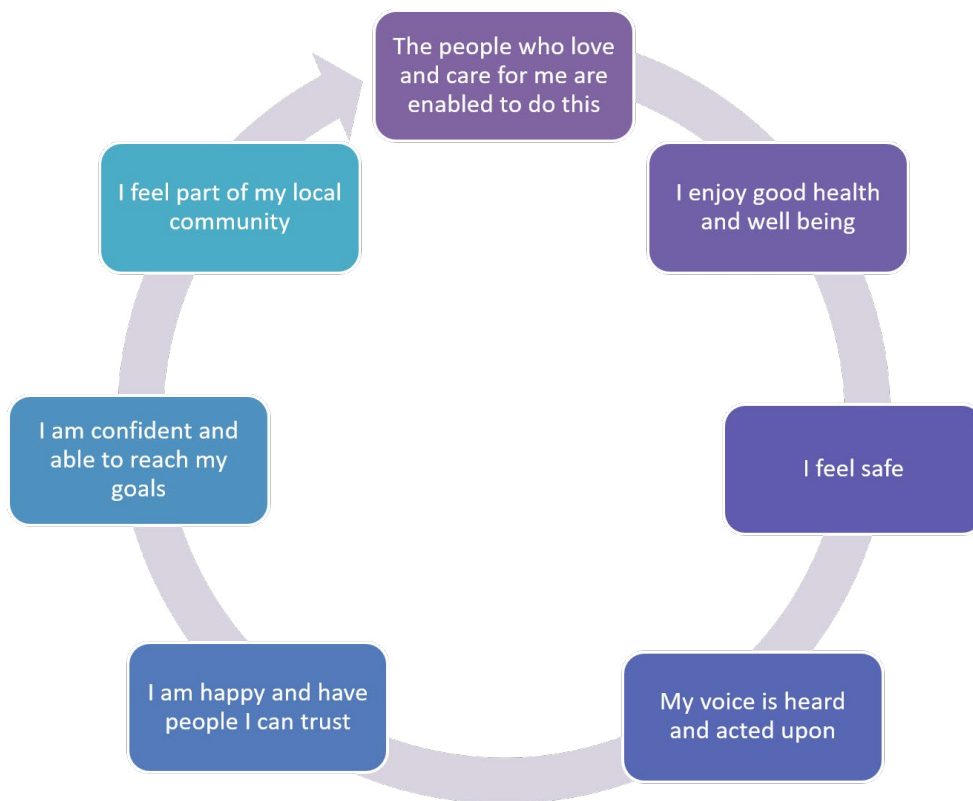 The people who love
and care for me are
enabled to do this
I enjoy good health
and well being
I feel safe
My voice is heard
and acted upon
I am happy and have
people I can trust
I am confident and
able to reach my
goals
I feel part of my local
community